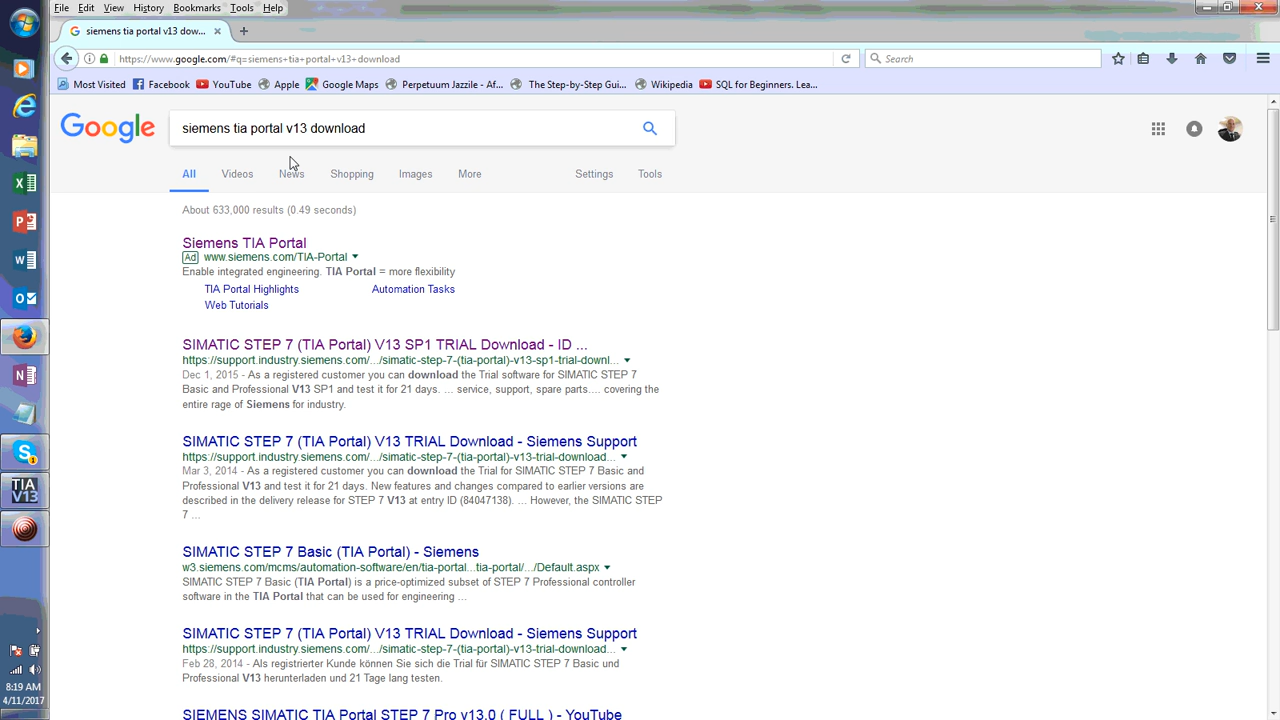 File Edit View History Bookmarks Tools Help
siemens tia portal v13 dow...
https://www.google.com/#q=siemens+tia+portal+v13+download
Search
Most Visited Facebook YouTube Apple Google Maps Perpetuum Jazzile - Af... The Step-by-Step Gui... Wikipedia SQL for Beginners. Lea...
Google
siemens tia portal v13 download
All Videos News Shopping Images More Settings Tools
About 633,000 results (0.49 seconds)
Siemens TIA Portal
Ad www.siemens.com/TIA-Portal
Enable integrated engineering. TIA Portal = more flexibility
TIA Portal Highlights Automation Tasks
Web Tutorials
SIMATIC STEP 7 (TIA Portal) V13 SP1 TRIAL Download - ID ...
https://support.industry.siemens.com/.../simatic-step-7-(tia-portal)-v13-sp1-trial-downl...
Dec 1, 2015 - As a registered customer you can download the Trial software for SIMATIC STEP 7
Basic and Professional V13 SP1 and test it for 21 days. ... service, support, spare parts.... covering the
entire rage of Siemens for industry.
SIMATIC STEP 7 (TIA Portal) V13 TRIAL Download - Siemens Support
https://support.industry.siemens.com/.../simatic-step-7-(tia-portal)-v13-trial-download...
Mar 3, 2014 - As a registered customer you can download the Trial for SIMATIC STEP 7 Basic and
Professional V13 and test it for 21 days. New features and changes compared to earlier versions are
described in the delivery release for STEP 7 V13 at entry ID (84047138). ... However, the SIMATIC STEP
7 ...
SIMATIC STEP 7 Basic (TIA Portal) - Siemens
w3.siemens.com/mcms/automation-software/en/tia-portal...tia-portal/.../Default.aspx
SIMATIC STEP 7 Basic (TIA Portal) is a price-optimized subset of STEP 7 Professional controller
software in the TIA Portal that can be used for engineering ...
SIMATIC STEP 7 (TIA Portal) V13 TRIAL Download - Siemens Support
https://support.industry.siemens.com/.../simatic-step-7-(tia-portal)-v13-trial-download...
Feb 28, 2014 - Als registrierter Kunde können Sie sich die Trial für SIMATIC STEP 7 Basic und
Professional V13 herunterladen und 21 Tage lang testen.
SIEMENS SIMATIC TIA Portal STEP 7 Pro v13.0 ( FULL ) - YouTube
TIA
V13
8:19 AM
4/11/2017